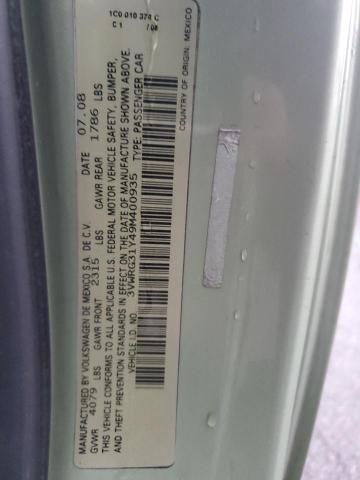 MANUFACTURED BY VOLKSWAGEN DE MEXICO S.A. DE C.V. DATE 07.08
GVWR 4079 LBS GAWR FRONT 2315 LBS GAWR REAR 1786 LBS
THIS VEHICLE CONFORMS TO ALL APPLICABLE U.S. FEDERAL MOTOR VEHICLE SAFETY, BUMPER,
AND THEFT PREVENTION STANDARDS IN EFFECT ON THE DATE OF MANUFACTURE SHOWN ABOVE.
VEHICLE I.D. NO. 3VWRG31Y49M400935 TYPE: PASSENGER CAR
1C0 010 374 C
C 1 / 08
COUNTRY OF ORIGIN, MEXICO